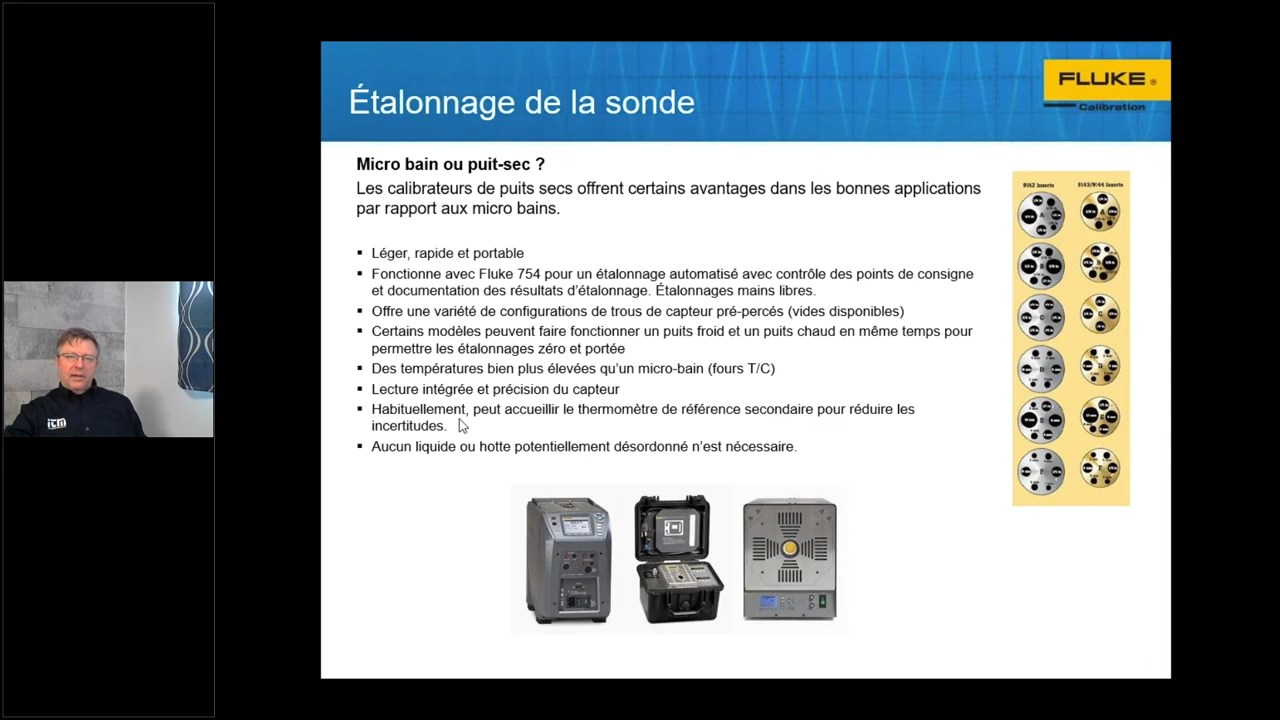 Étalonnage de la sonde
FLUKE ®
Calibration
Micro bain ou puit-sec ?
Les calibrateurs de puits secs offrent certains avantages dans les bonnes applications
par rapport aux micro bains.
▪ Léger, rapide et portable
▪ Fonctionne avec Fluke 754 pour un étalonnage automatisé avec contrôle des points de consigne
et documentation des résultats d’étalonnage. Étalonnages mains libres.
▪ Offre une variété de configurations de trous de capteur pré-percés (vides disponibles)
▪ Certains modèles peuvent faire fonctionner un puits froid et un puits chaud en même temps pour
permettre les étalonnages zéro et portée
▪ Des températures bien plus élevées qu’un micro-bain (fours T/C)
▪ Lecture intégrée et précision du capteur
▪ Habituellement, peut accueillir le thermomètre de référence secondaire pour réduire les
incertitudes.
▪ Aucun liquide ou hotte potentiellement désordonné n’est nécessaire.
9142 Inserts
9143/9144 Inserts
itm